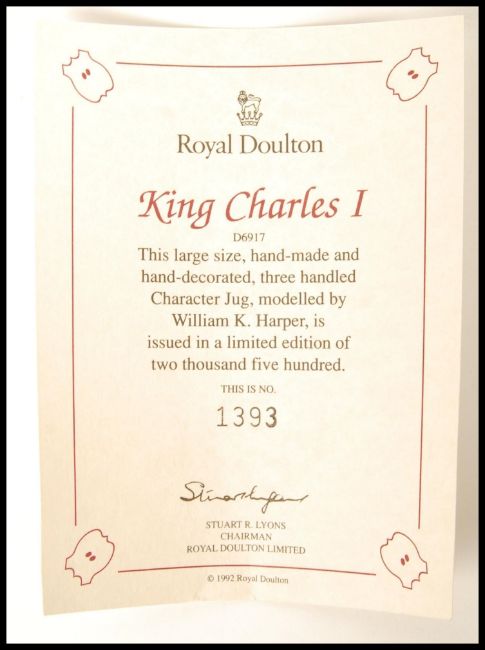 Royal Doulton
King Charles I
D6917
This large size, hand-made and
hand-decorated, three handled
Character Jug, modelled by
William K. Harper, is
issued in a limited edition of
two thousand five hundred.
THIS IS NO.
1393
STUART R. LYONS
CHAIRMAN
ROYAL DOULTON LIMITED
© 1992 Royal Doulton